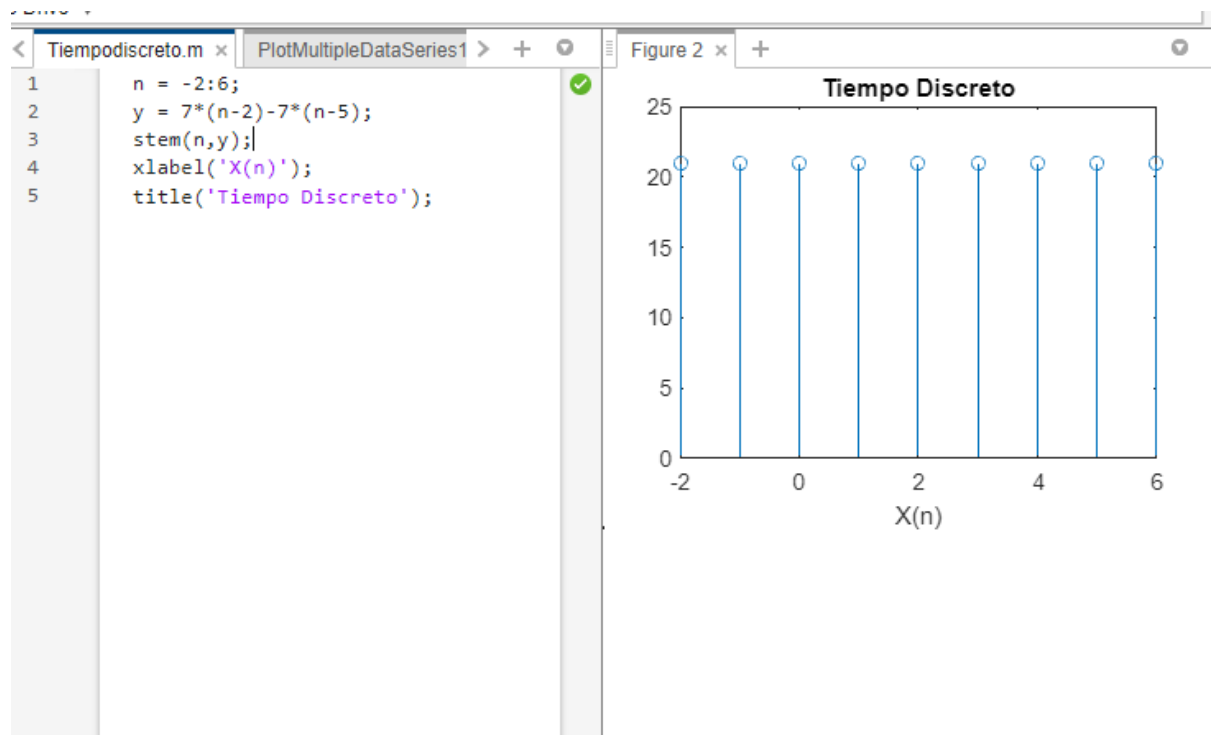 Tiempodiscreto.m × PlotMultipleDataSeries1 > +
Figure 2 × +
1 n = -2:6;
2 y = 7*(n-2)-7*(n-5);
3 stem(n,y);
4 xlabel('X(n)');
5 title('Tiempo Discreto');
Tiempo Discreto
25
20
15
10
5
0
-2 0 2 4 6
X(n)